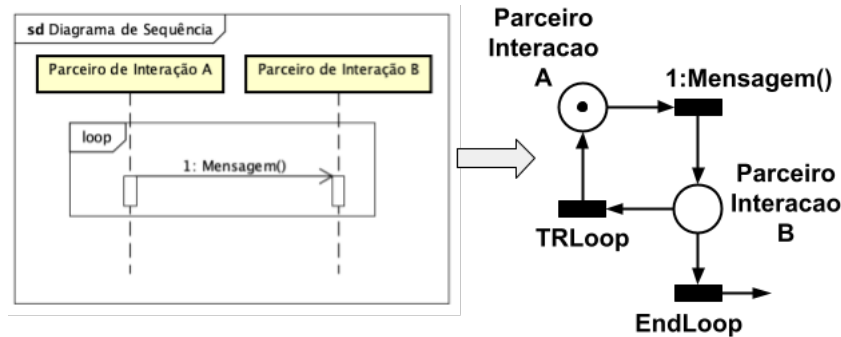 sd Diagrama de Sequência
Parceiro de Interação A
Parceiro de Interação B
loop
1: Mensagem()
Parceiro
Interacao
A
1:Mensagem()
Parceiro
Interacao
B
TRLoop
EndLoop